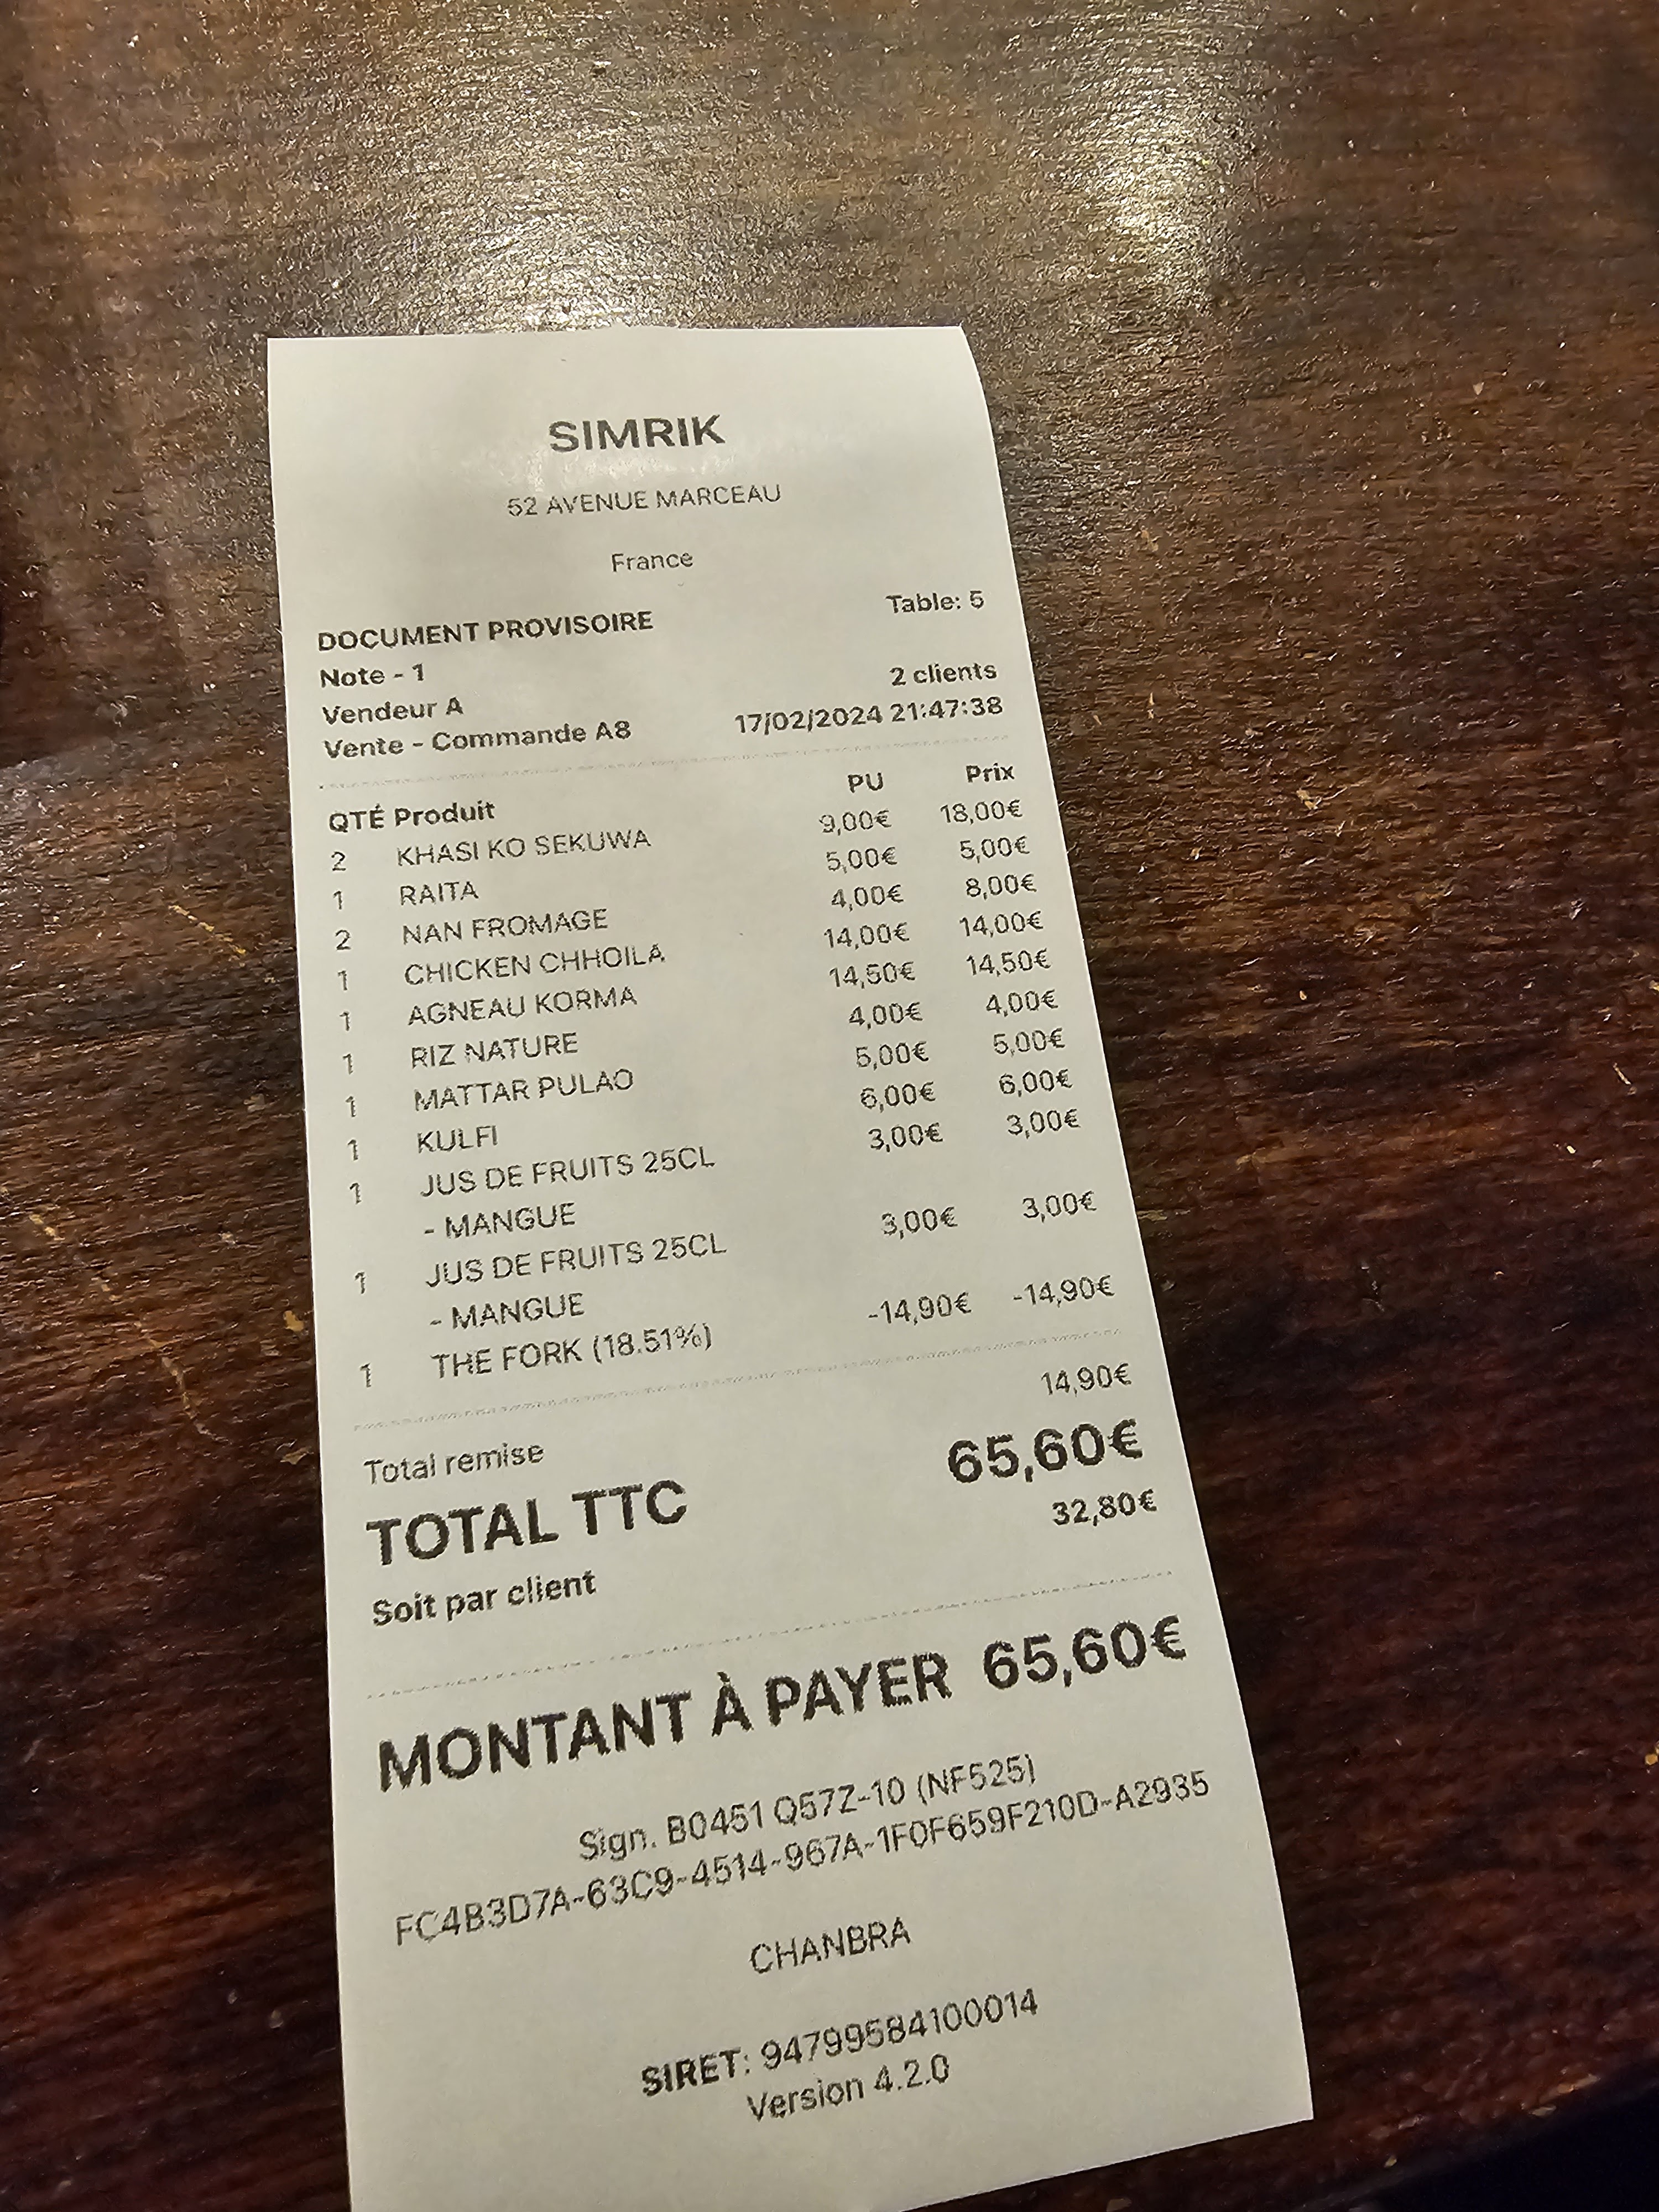 SIMRIK
52 AVENUE MARCEAU
France
Table: 5
DOCUMENT PROVISOIRE
Note - 1
2 clients
Vendeur A
Vente - Commande A8 17/02/2024 21:47:38
QTÉ Produit PU Prix
2 KHASI KO SEKUWA 9,00€ 18,00€
1 RAITA 5,00€ 5,00€
2 NAN FROMAGE 4,00€ 8,00€
1 CHICKEN CHHOILA 14,00€ 14,00€
1 AGNEAU KORMA 14,50€ 14,50€
1 RIZ NATURE 4,00€ 4,00€
1 MATTAR PULAO 5,00€ 5,00€
1 KULFI 6,00€ 6,00€
1 JUS DE FRUITS 25CL 3,00€ 3,00€
- MANGUE
1 JUS DE FRUITS 25CL 3,00€ 3,00€
- MANGUE
1 THE FORK (18.51%) -14,90€ -14,90€
Total remise 14,90€
TOTAL TTC 65,60€
Soit par client 32,80€
MONTANT À PAYER 65,60€
Sign. B0451 Q57Z-10 (NF525)
FC4B3D7A-63C9-4514-967A-1F0F659F210D-A2935
CHANBRA
SIRET: 94799584100014
Version 4.2.0